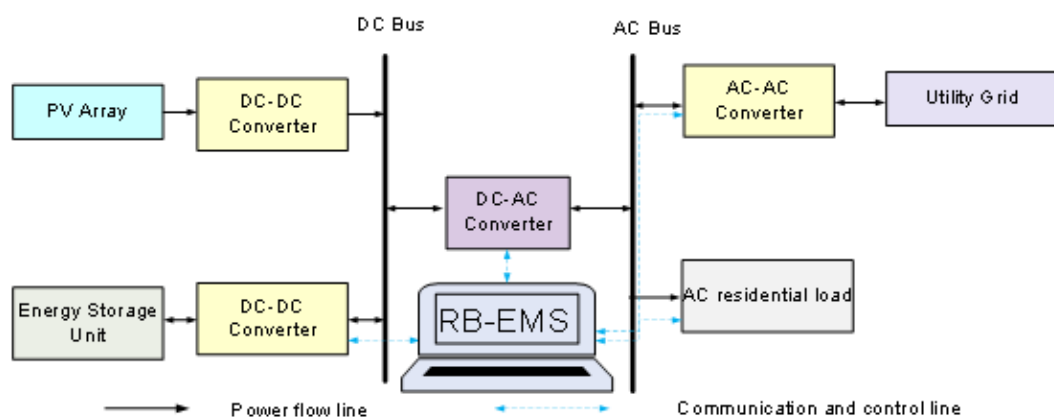 DC Bus
AC Bus
PV Array
DC-DC
Converter
AC-AC
Converter
Utility Grid
DC-AC
Converter
Energy Storage
Unit
DC-DC
Converter
RB-EMS
AC residential load
Power flow line
Communication and control line